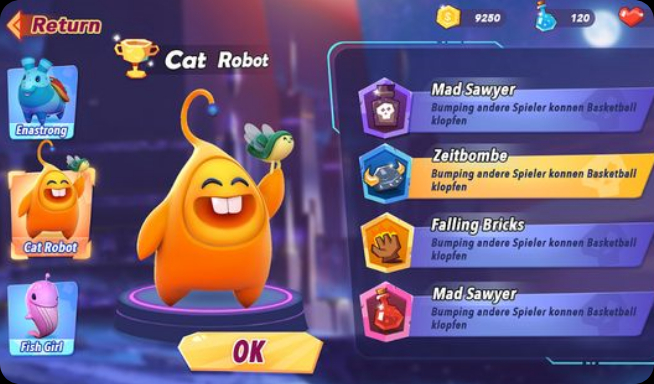 Return
Cat Robot
9250
120
Enastrong
Cat Robot
Fish Girl
OK
Mad Sawyer
Bumping andere Spieler konnen Basketball
klopfen
Zeitbombe
Bumping andere Spieler konnen Basketball
klopfen
Falling Bricks
Bumping andere Spieler konnen Basketball
klopfen
Mad Sawyer
Bumping andere Spieler konnen Basketball
klopfen